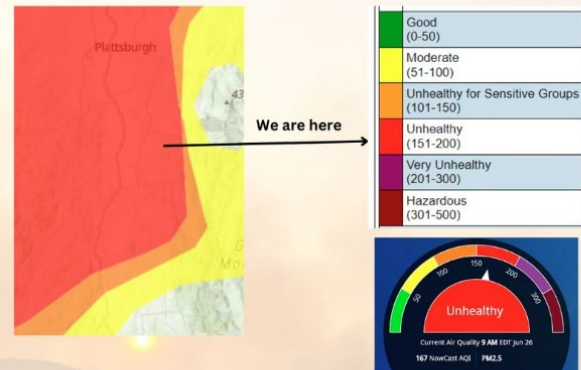 Plattsburgh
43
G
Mo
We are here
Good
(0-50)
Moderate
(51-100)
Unhealthy for Sensitive Groups
(101-150)
Unhealthy
(151-200)
Very Unhealthy
(201-300)
Hazardous
(301-500)
50
100
150
200
300
Unhealthy
Current Air Quality 9 AM EDT Jun 26
167 NowCast AQI PM2.5